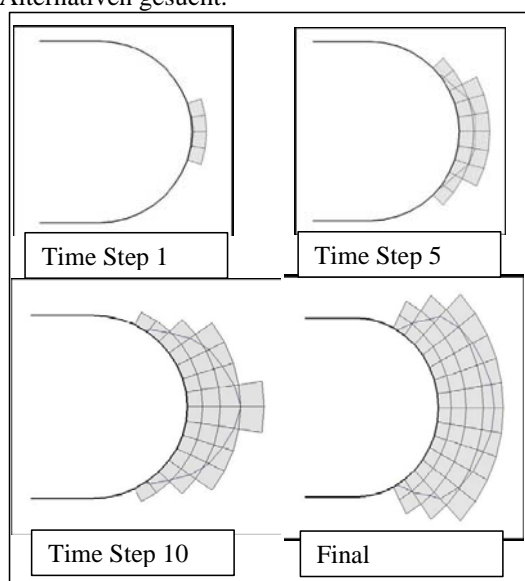 Alternativen gesucht.
Time Step 1
Time Step 5
Time Step 10
Final